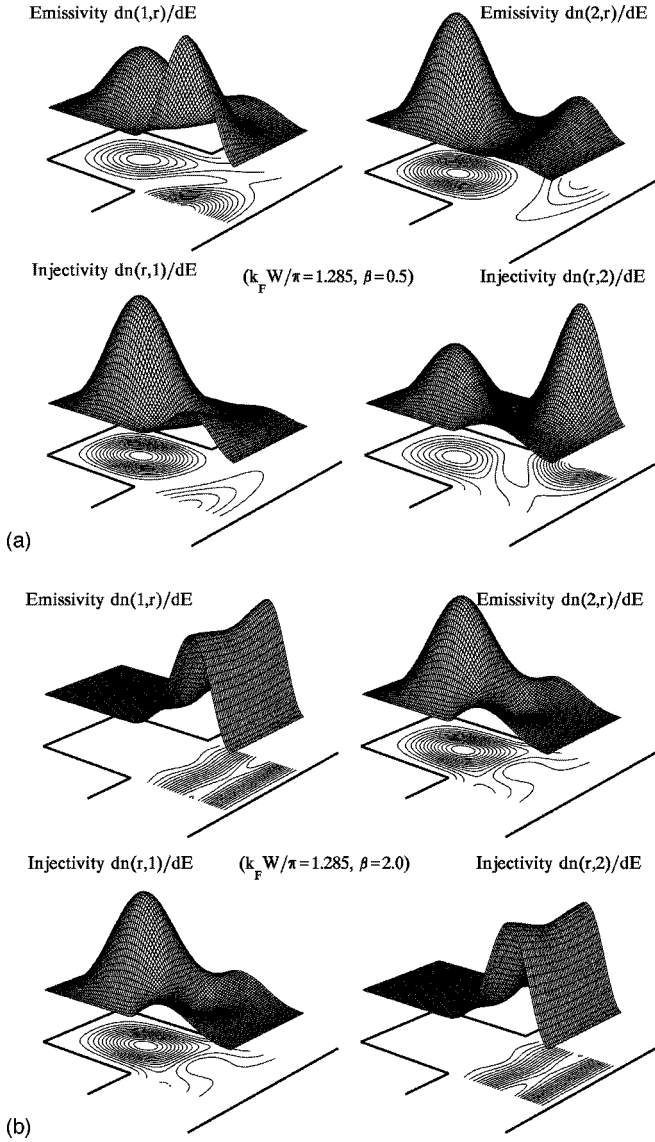 Emissivity dn(1,r)/dE
Emissivity dn(2,r)/dE
Injectivity dn(r,1)/dE
(k_F W/π=1.285, β=0.5)
Injectivity dn(r,2)/dE
(a)
Emissivity dn(1,r)/dE
Emissivity dn(2,r)/dE
Injectivity dn(r,1)/dE
(k_F W/π=1.285, β=2.0)
Injectivity dn(r,2)/dE
(b)